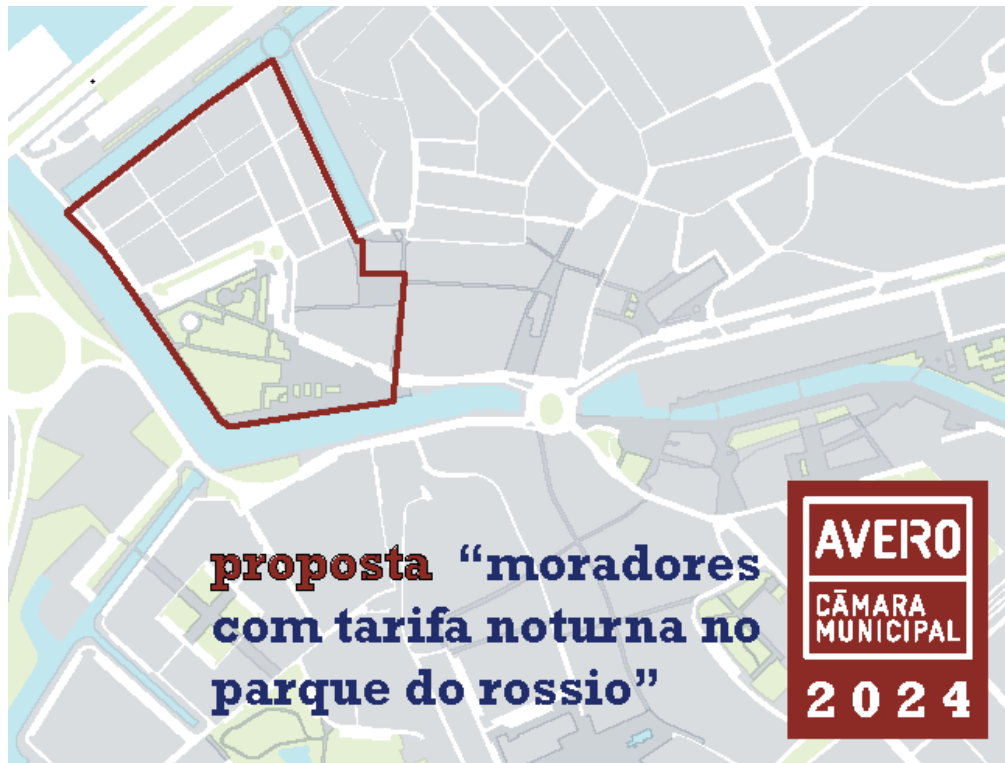 proposta “moradores
com tarifa noturna no
parque do rossio”
AVEIRO
CÂMARA
MUNICIPAL
2024